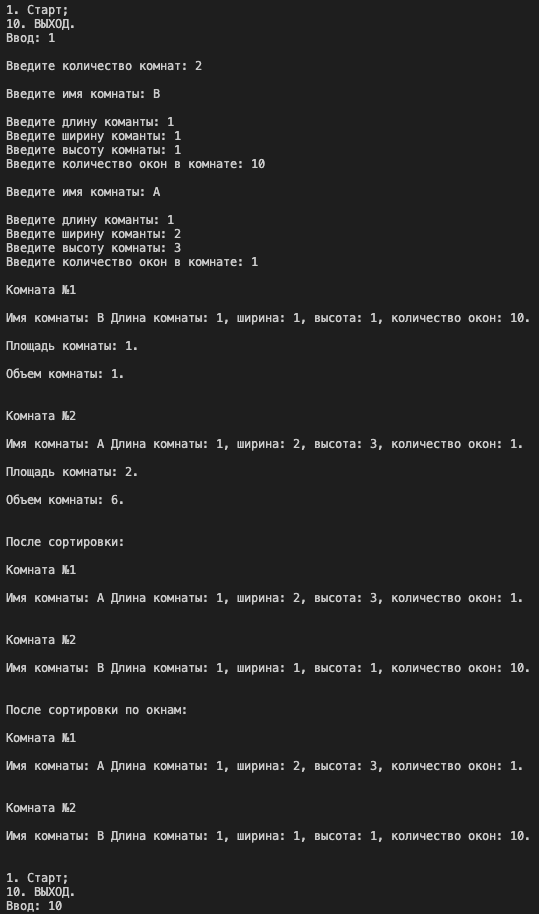 1. Старт;
10. ВЫХОД.
Ввод: 1
Введите количество комнат: 2
Введите имя комнаты: B
Введите длину команты: 1
Введите ширину команты: 1
Введите высоту комнаты: 1
Введите количество окон в комнате: 10
Введите имя комнаты: A
Введите длину команты: 1
Введите ширину команты: 2
Введите высоту комнаты: 3
Введите количество окон в комнате: 1
Комната №1
Имя комнаты: B Длина комнаты: 1, ширина: 1, высота: 1, количество окон: 10.
Площадь комнаты: 1.
Объем комнаты: 1.
Комната №2
Имя комнаты: A Длина комнаты: 1, ширина: 2, высота: 3, количество окон: 1.
Площадь комнаты: 2.
Объем комнаты: 6.
После сортировки:
Комната №1
Имя комнаты: A Длина комнаты: 1, ширина: 2, высота: 3, количество окон: 1.
Комната №2
Имя комнаты: B Длина комнаты: 1, ширина: 1, высота: 1, количество окон: 10.
После сортировки по окнам:
Комната №1
Имя комнаты: A Длина комнаты: 1, ширина: 2, высота: 3, количество окон: 1.
Комната №2
Имя комнаты: B Длина комнаты: 1, ширина: 1, высота: 1, количество окон: 10.
1. Старт;
10. ВЫХОД.
Ввод: 10